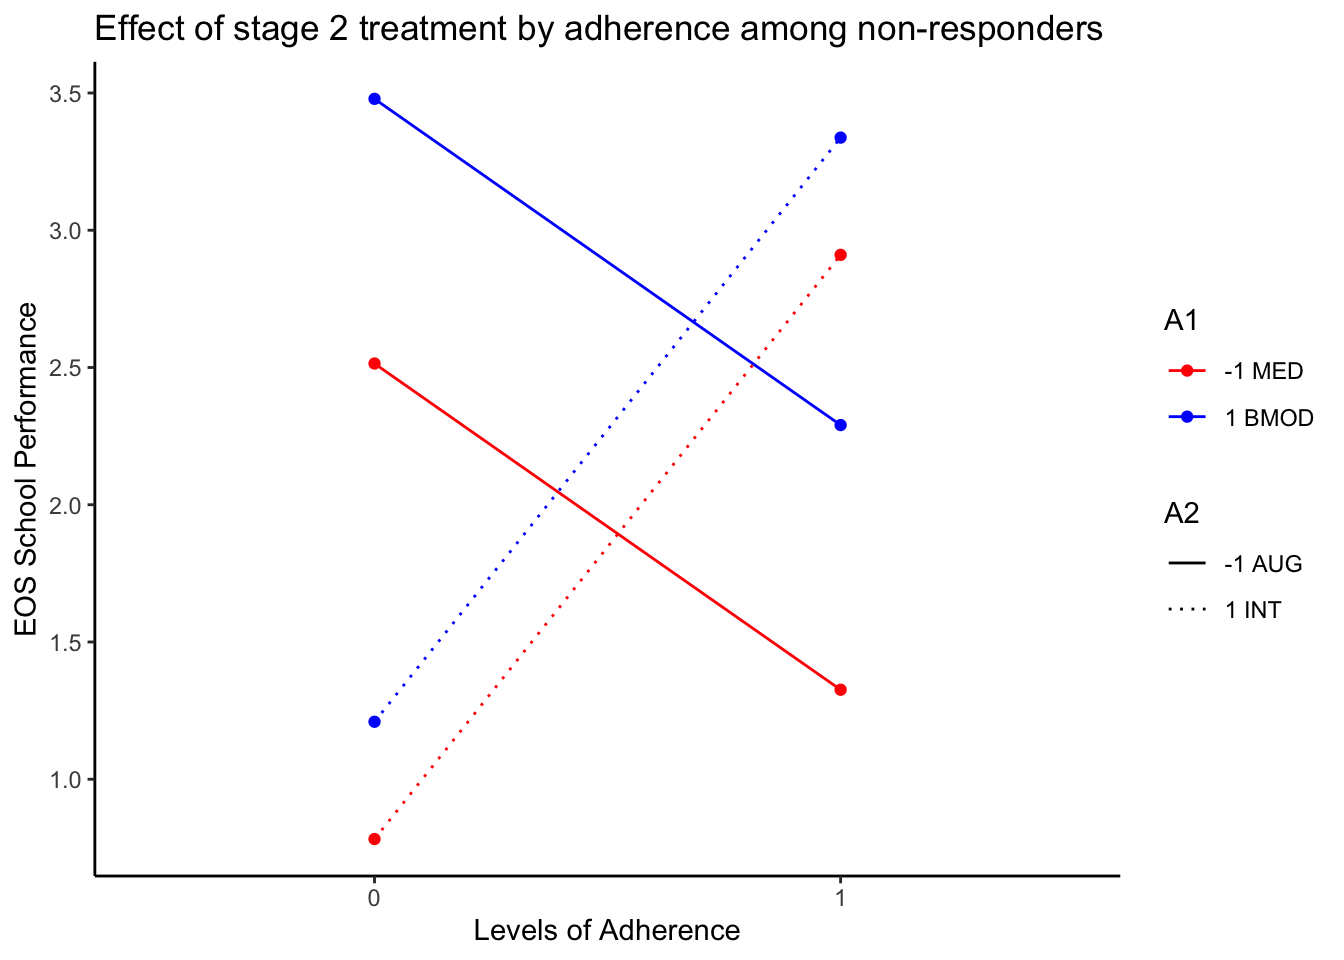 Effect of stage 2 treatment by adherence among non-responders
EOS School Performance
3.5
3.0
2.5
2.0
1.5
1.0
0
1
Levels of Adherence
A1
-1 MED
1 BMOD
A2
-1 AUG
1 INT